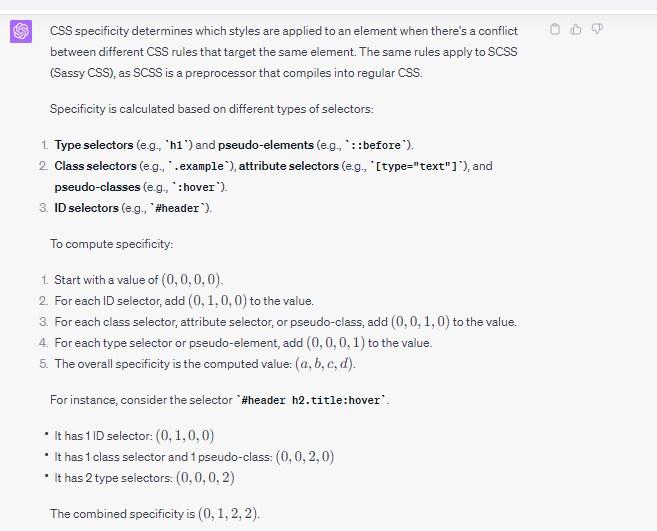 CSS specificity determines which styles are applied to an element when there's a conflict
between different CSS rules that target the same element. The same rules apply to SCSS
(Sassy CSS), as SCSS is a preprocessor that compiles into regular CSS.
Specificity is calculated based on different types of selectors:
1. Type selectors (e.g., `h1`) and pseudo-elements (e.g., `::before`).
2. Class selectors (e.g., `.example`), attribute selectors (e.g., `[type="text"]`), and
pseudo-classes (e.g., `:hover`).
3. ID selectors (e.g., `#header`).
To compute specificity:
1. Start with a value of (0, 0, 0, 0).
2. For each ID selector, add (0, 1, 0, 0) to the value.
3. For each class selector, attribute selector, or pseudo-class, add (0, 0, 1, 0) to the value.
4. For each type selector or pseudo-element, add (0, 0, 0, 1) to the value.
5. The overall specificity is the computed value: (a, b, c, d).
For instance, consider the selector `#header h2.title:hover`.
• It has 1 ID selector: (0, 1, 0, 0)
• It has 1 class selector and 1 pseudo-class: (0, 0, 2, 0)
• It has 2 type selectors: (0, 0, 0, 2)
The combined specificity is (0, 1, 2, 2).